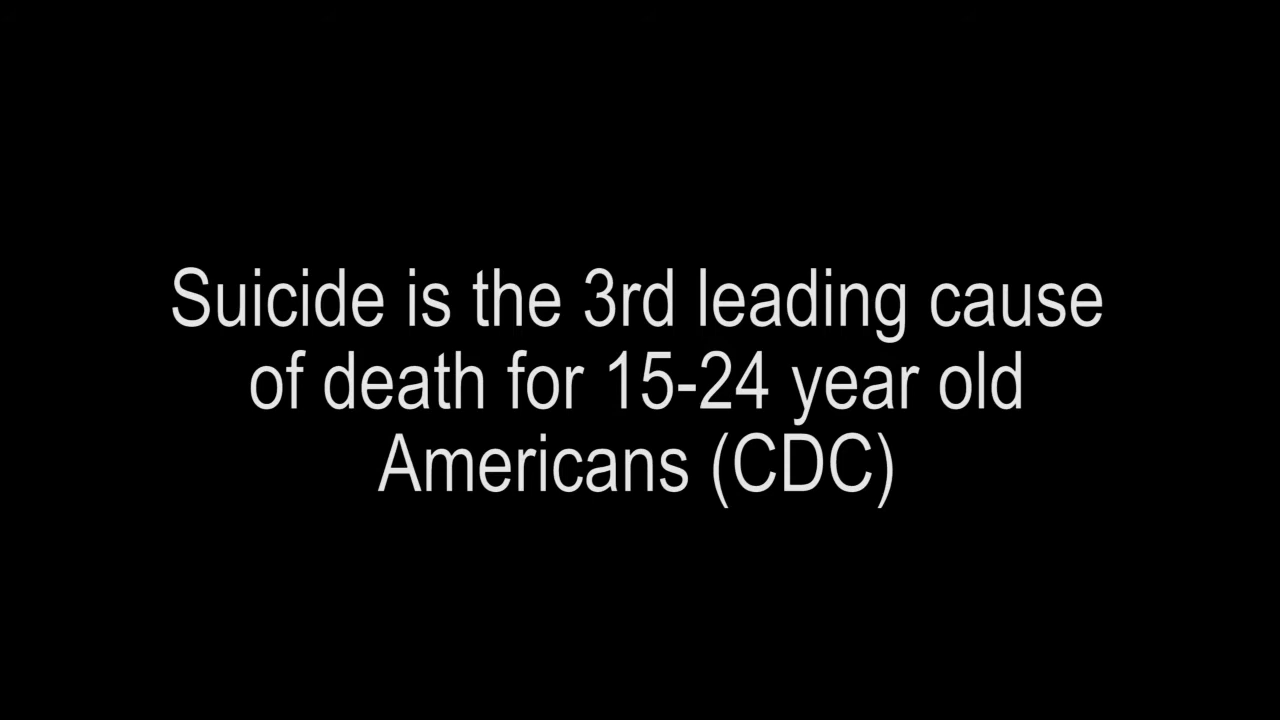 Suicide is the 3rd leading cause
of death for 15-24 year old
Americans (CDC)